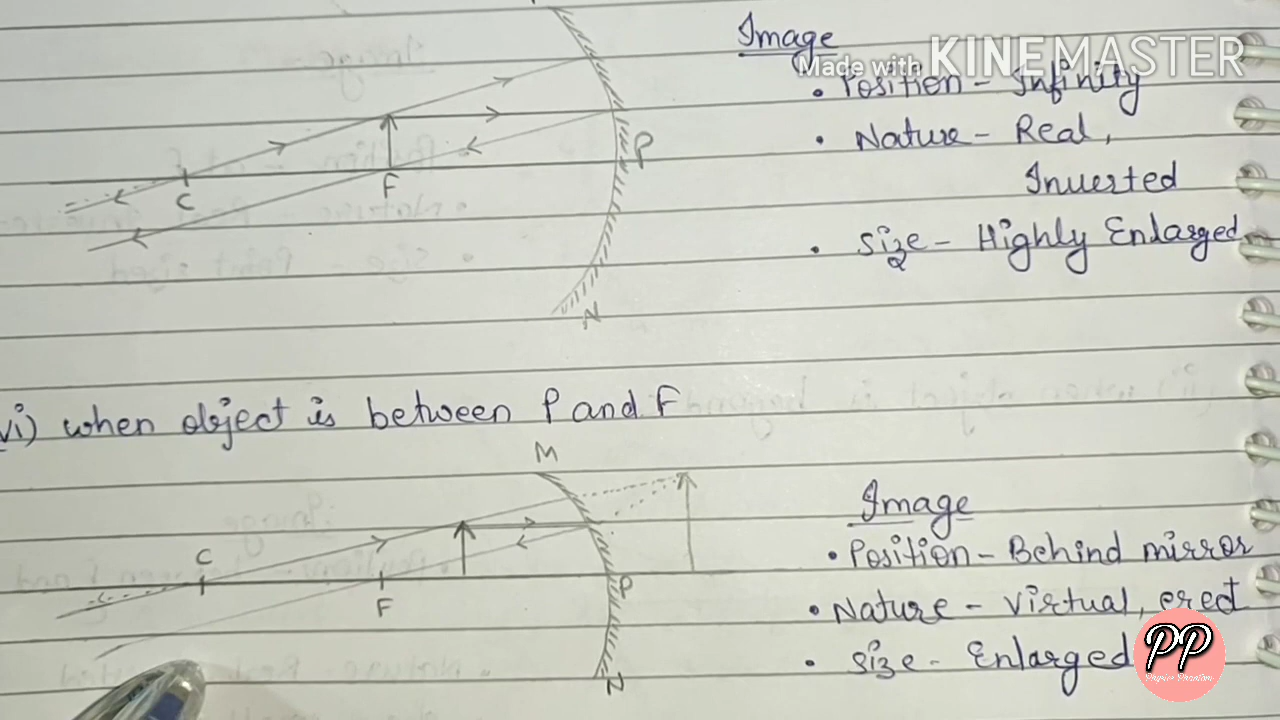 Image
Made with KINEMASTER
• Position - Infinity
• Nature - Real,
Inverted
• Size - Highly Enlarged
C
F
P
N
vi) when object is between P and F
M
C
F
P
N
Image
• Position - Behind mirror
• Nature - virtual, erect
• Size - Enlarged
PP